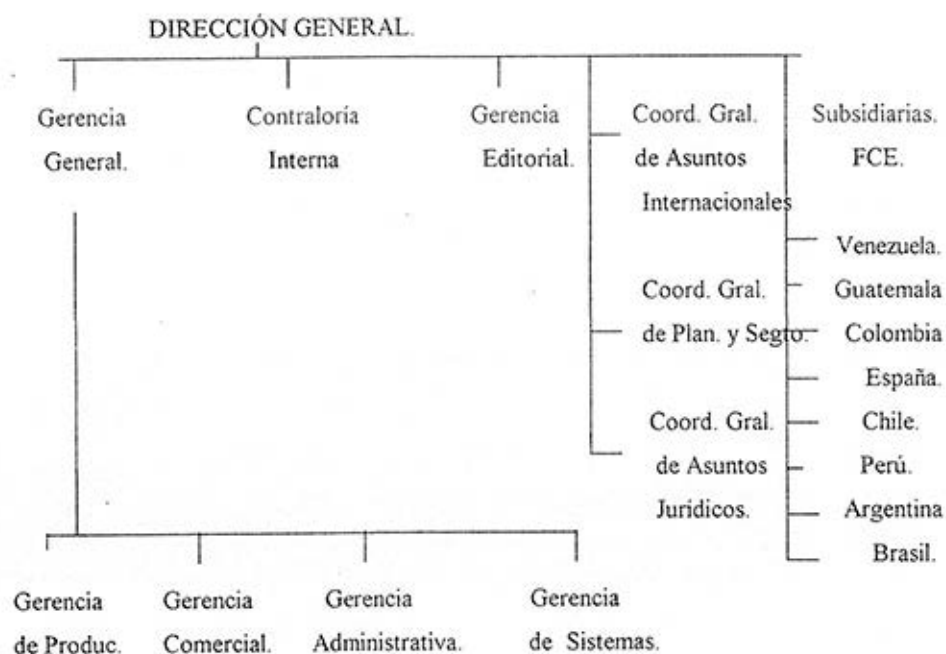 DIRECCIÓN GENERAL.
Gerencia
General.
Contraloría
Interna
Gerencia
Editorial.
Coord. Gral.
de Asuntos
Internacionales
Coord. Gral.
de Plan. y Segto.
Coord. Gral.
de Asuntos
Jurídicos.
Subsidiarias.
FCE.
Venezuela.
Guatemala
Colombia
España.
Chile.
Perú.
Argentina
Brasil.
Gerencia
de Produc.
Gerencia
Comercial.
Gerencia
Administrativa.
Gerencia
de Sistemas.